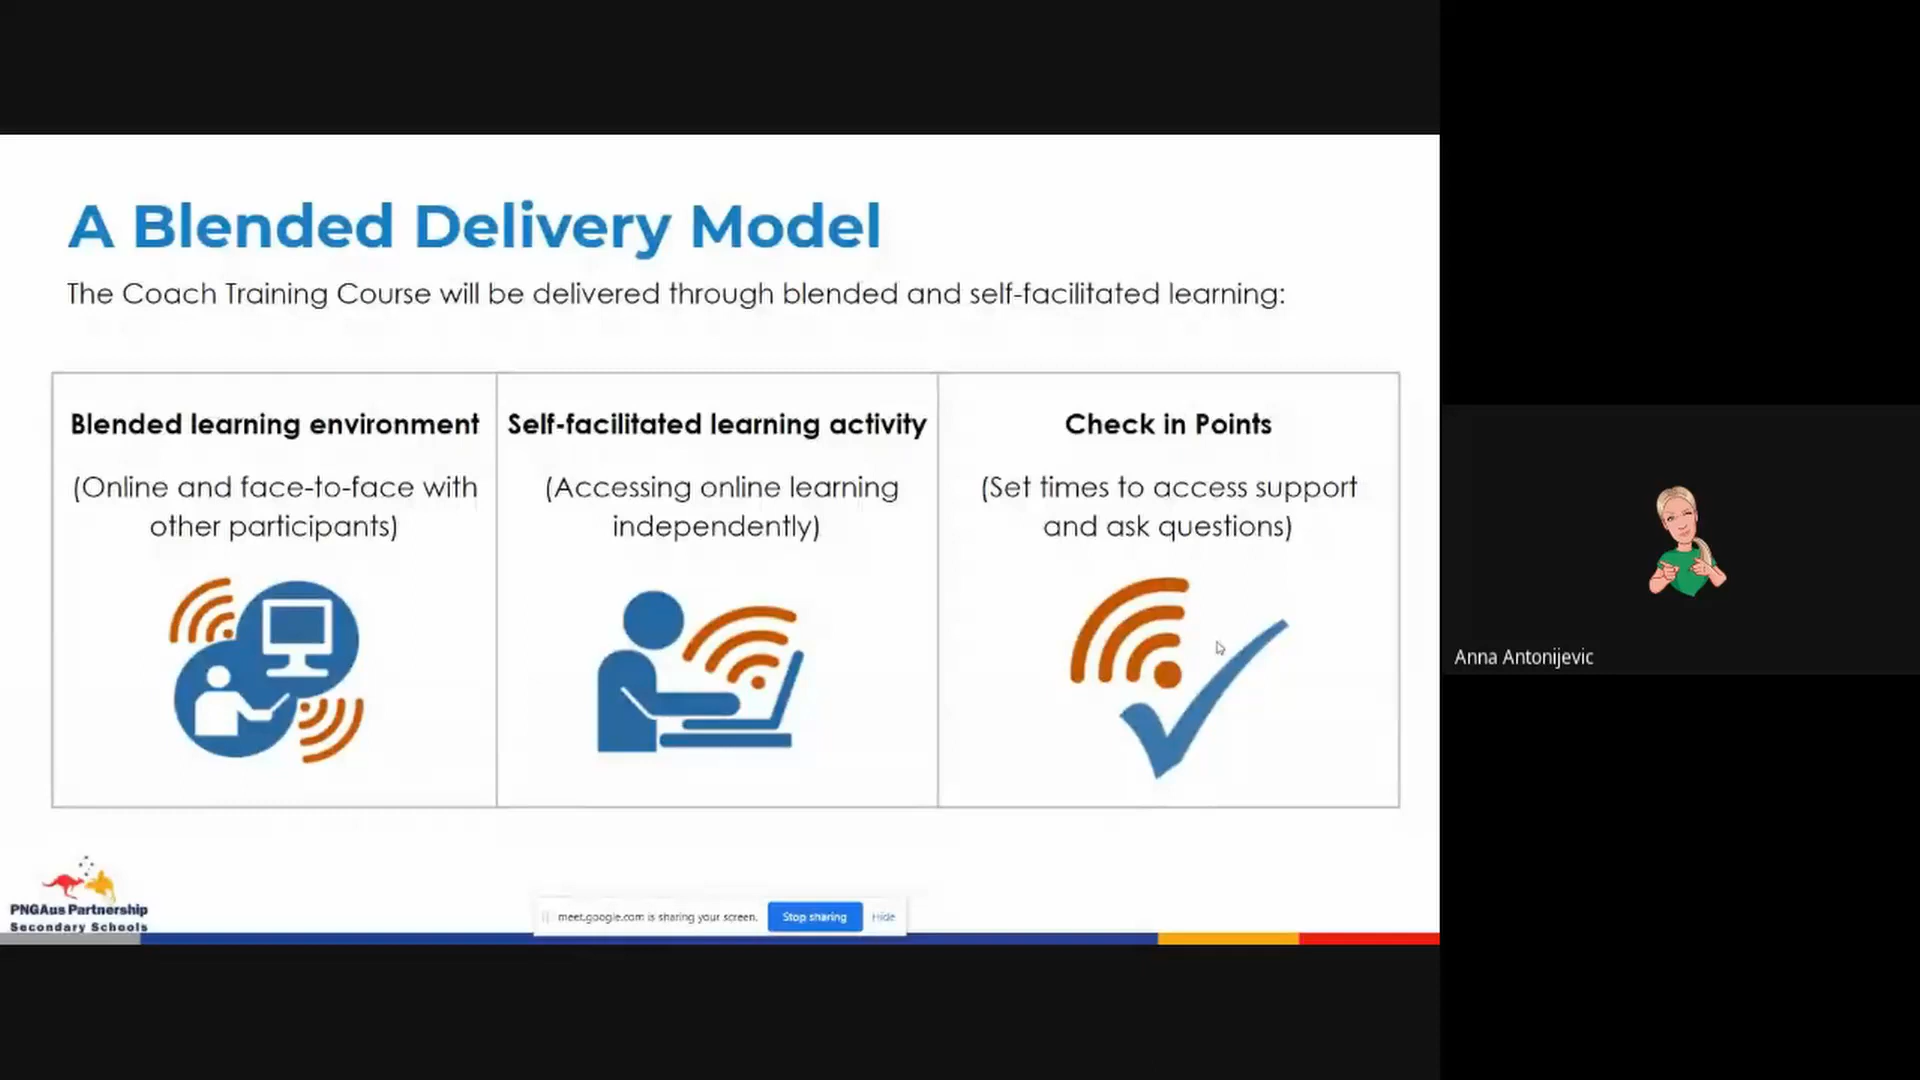 A Blended Delivery Model
The Coach Training Course will be delivered through blended and self-facilitated learning:
Blended learning environment
(Online and face-to-face with
other participants)
Self-facilitated learning activity
(Accessing online learning
independently)
Check in Points
(Set times to access support
and ask questions)
Anna Antonijevic
PNGAus Partnership
Secondary Schools
meet.google.com is sharing your screen.
Stop sharing
Hide